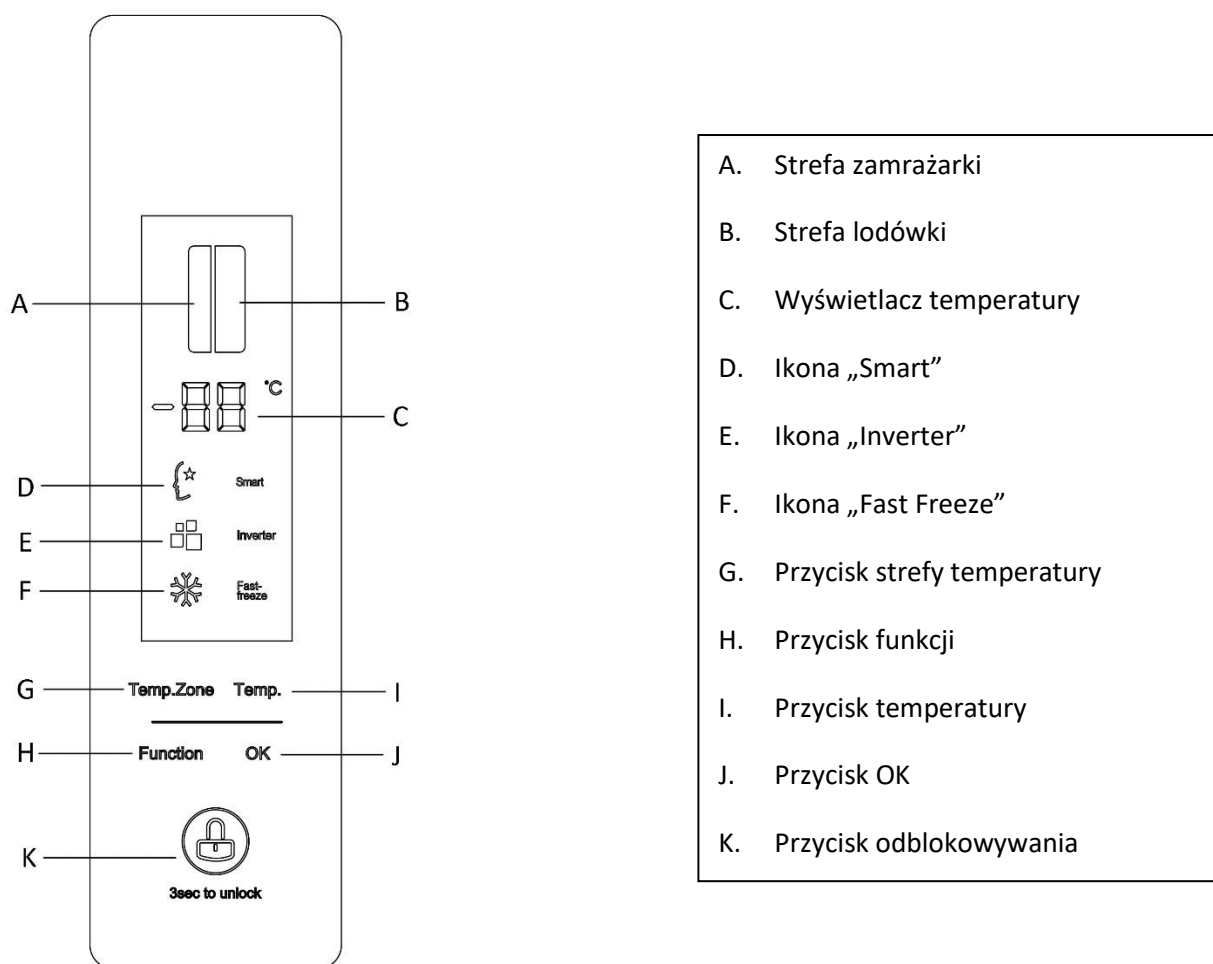 A
B
-88 °C
C
D
Smart
E
Inverter
F
Fast-
freeze
G
Temp.Zone Temp.
I
H
Function OK
J
K
3sec to unlock
A. Strefa zamrażarki
B. Strefa lodówki
C. Wyświetlacz temperatury
D. Ikona „Smart”
E. Ikona „Inverter”
F. Ikona „Fast Freeze”
G. Przycisk strefy temperatury
H. Przycisk funkcji
I. Przycisk temperatury
J. Przycisk OK
K. Przycisk odblokowywania